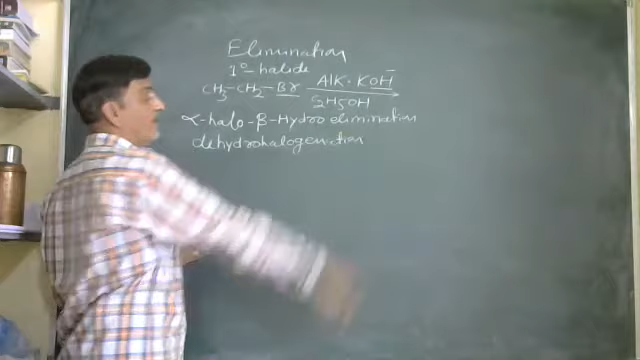 Elimination
1° halide
CH₃-CH₂-Br Alk. KOH
C₂H₅OH
α-halo-β-Hydro elimination
dehydrohalogenation